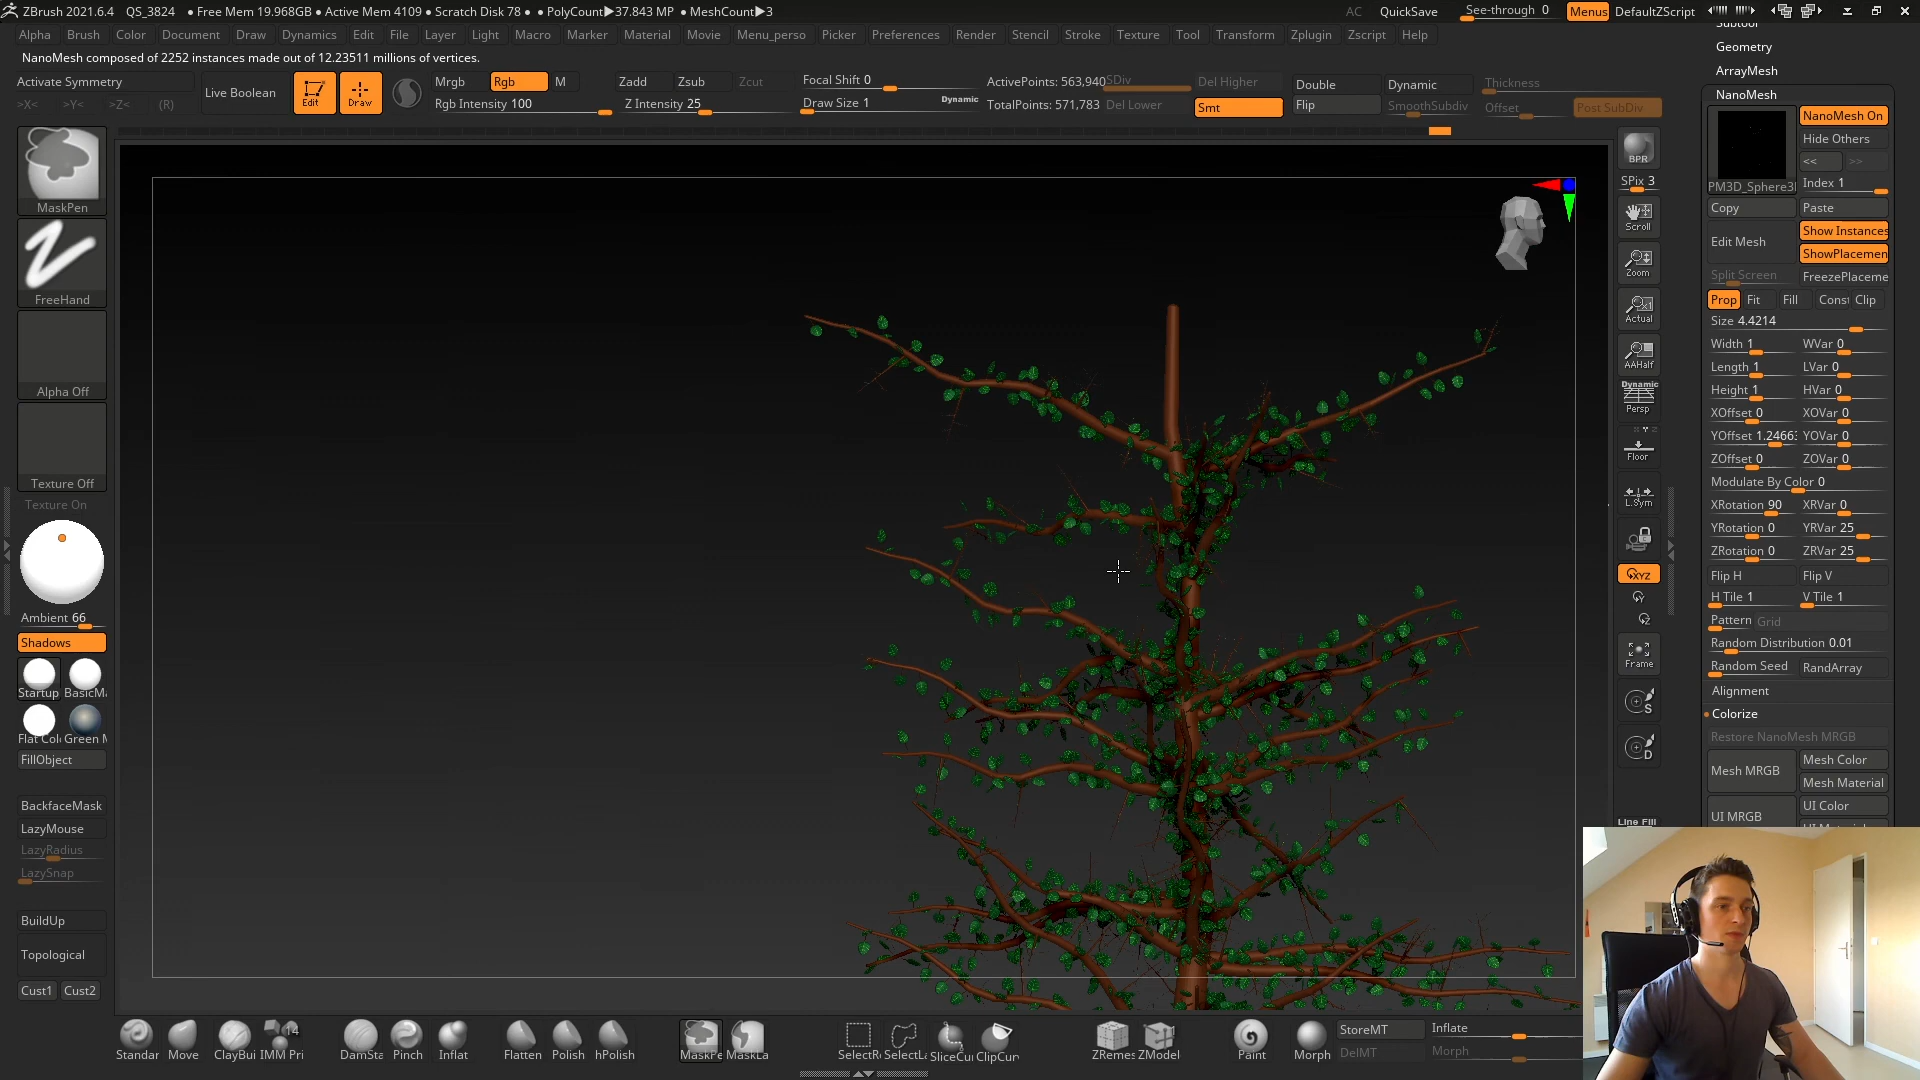 ZBrush 2021.6.4 QS_3824 ● Free Mem 19.968GB ● Active Mem 4109 ● Scratch Disk 78 ● ● PolyCount▶37.843 MP ● MeshCount▶3 AC QuickSave See-through 0 Menus DefaultZScript
Alpha Brush Color Document Draw Dynamics Edit File Layer Light Macro Marker Material Movie Menu_perso Picker Preferences Render Stencil Stroke Texture Tool Transform Zplugin Zscript Help
NanoMesh composed of 2252 instances made out of 12.23511 millions of vertices.
Activate Symmetry
>X< >Y< >Z< (R)
Live Boolean
Edit
Draw
Mrgb Rgb M
Rgb Intensity 100
Zadd Zsub Zcut
Z Intensity 25
Focal Shift 0
Draw Size 1 Dynamic
ActivePoints: 563,940
TotalPoints: 571,783
SDiv
Del Lower
Del Higher
Smt
Double
Flip
Dynamic
SmoothSubdiv
Thickness
Offset
Post SubDiv
MaskPen
FreeHand
Alpha Off
Texture Off
Texture On
Ambient 66
Shadows
Startup BasicMa
Flat Col Green M
FillObject
BackfaceMask
LazyMouse
LazyRadius
LazySnap
BuildUp
Topological
Cust1 Cust2
BPR
SPix 3
Scroll
Zoom
Actual
AAHalf
Dynamic
Persp
Floor
L.Sym
XYZ
Y
Z
Frame
S
D
Line Fill
Subtool
Geometry
ArrayMesh
NanoMesh
PM3D_Sphere3
NanoMesh On
Hide Others
<< >>
Index 1
Copy Paste
Edit Mesh
Show Instances
ShowPlacemen
Split Screen FreezePlaceme
Prop Fit Fill Const Clip
Size 4.4214
Width 1 WVar 0
Length 1 LVar 0
Height 1 HVar 0
XOffset 0 XOVar 0
YOffset 1.2466 YOVar 0
ZOffset 0 ZOVar 0
Modulate By Color 0
XRotation 90 XRVar 0
YRotation 0 YRVar 25
ZRotation 0 ZRVar 25
Flip H Flip V
H Tile 1 V Tile 1
Pattern Grid
Random Distribution 0.01
Random Seed RandArray
Alignment
Colorize
Restore NanoMesh MRGB
Mesh MRGB
Mesh Color
Mesh Material
UI MRGB
UI Color
Standar Move ClayBui IMM Pri 14 DamSta Pinch Inflat Flatten Polish hPolish MaskPe MaskLa SelectR SelectLa SliceCu ClipCurv ZRemes ZModel Paint Morph
StoreMT
DelMT
Inflate
Morph